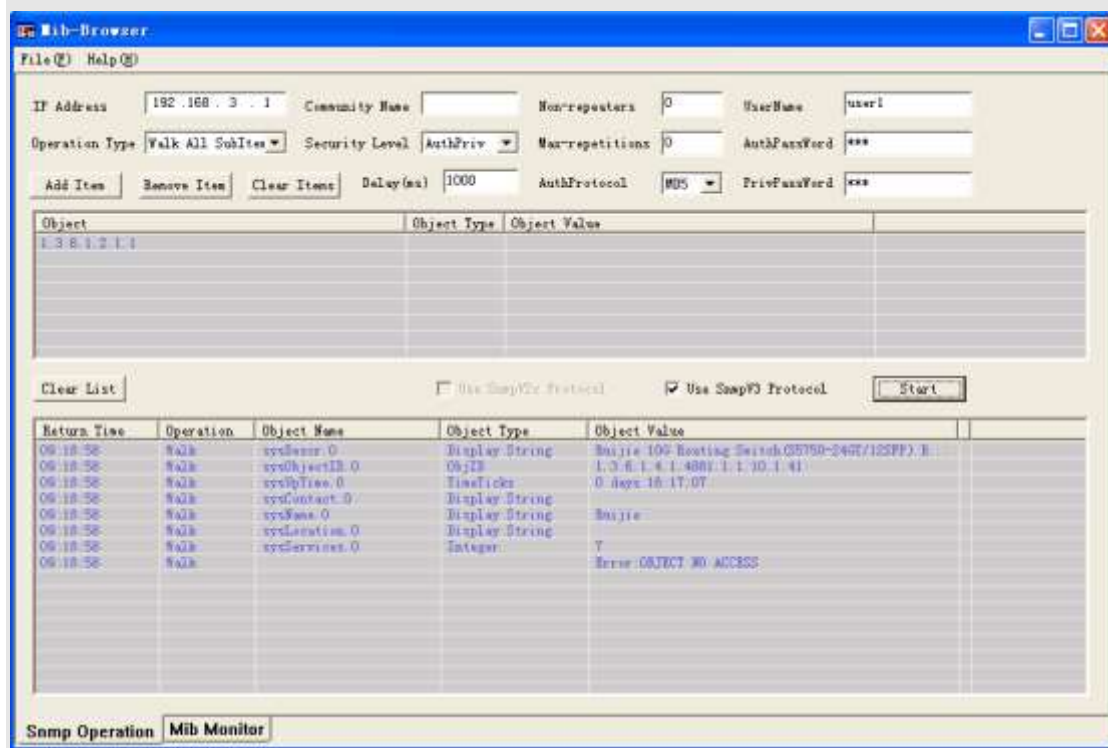 Mib-Browser
File(F) Help(H)
IP Address 192 .168 . 3 . 1 Community Name Non-repeaters 0 UserName user1
Operation Type Walk All SubItem Security Level AuthPriv Max-repetitions 0 AuthPassWord ***
Add Item Remove Item Clear Items Delay(ms) 1000 AuthProtocol MD5 PrivPassWord ***
Object Object Type Object Value
1.3.6.1.2.1.1
Clear List Use SnmpV2c Protocol Use SnmpV3 Protocol Start
Return Time Operation Object Name Object Type Object Value
09:18:58 Walk sysDescr.0 Display String Ruijie 10G Routing Switch(S5750-24GT/12SFP) B
09:18:58 Walk sysObjectID.0 ObjID 1.3.6.1.4.1.4881.1.1.10.1.41
09:18:58 Walk sysUpTime.0 TimeTicks 0 days 18:17:07
09:18:58 Walk sysContact.0 Display String
09:18:58 Walk sysName.0 Display String Ruijie
09:18:58 Walk sysLocation.0 Display String
09:18:58 Walk sysServices.0 Integer 7
09:18:58 Walk Error:OBJECT NO ACCESS
Snmp Operation Mib Monitor